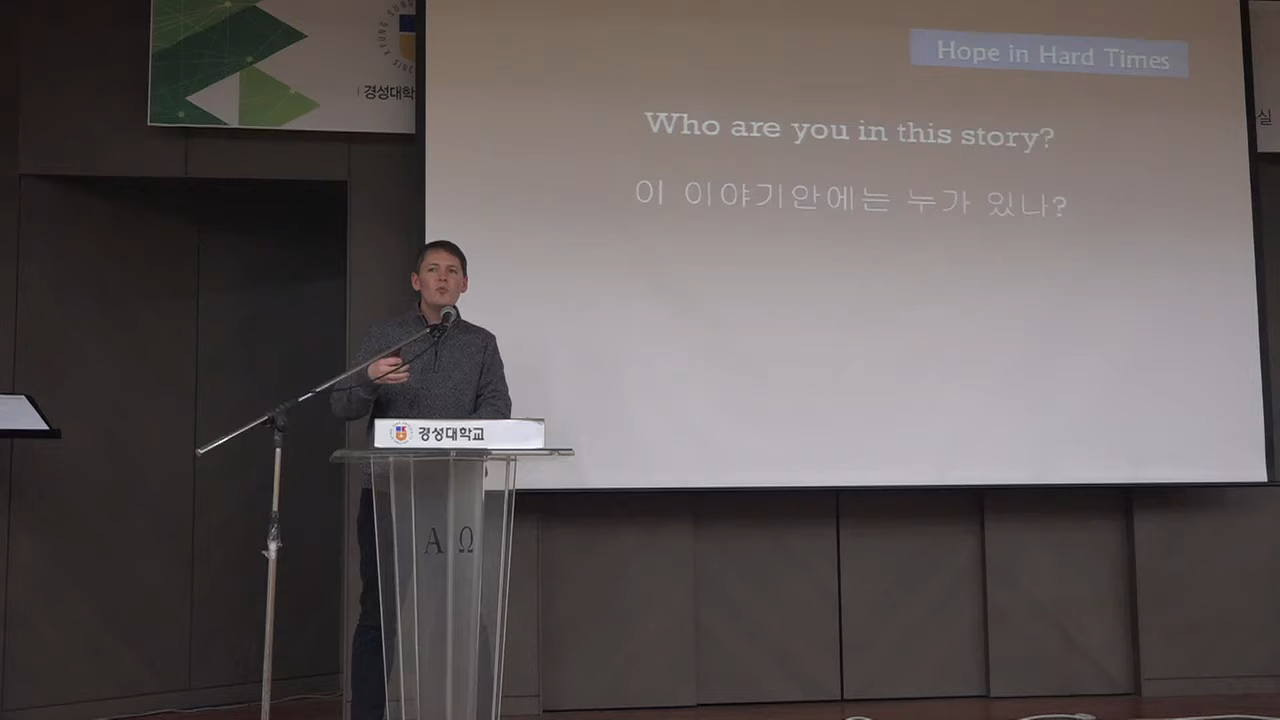 경성대학
Hope in Hard Times
Who are you in this story?
이 이야기안에는 누가 있나?
실
경성대학교
Α Ω